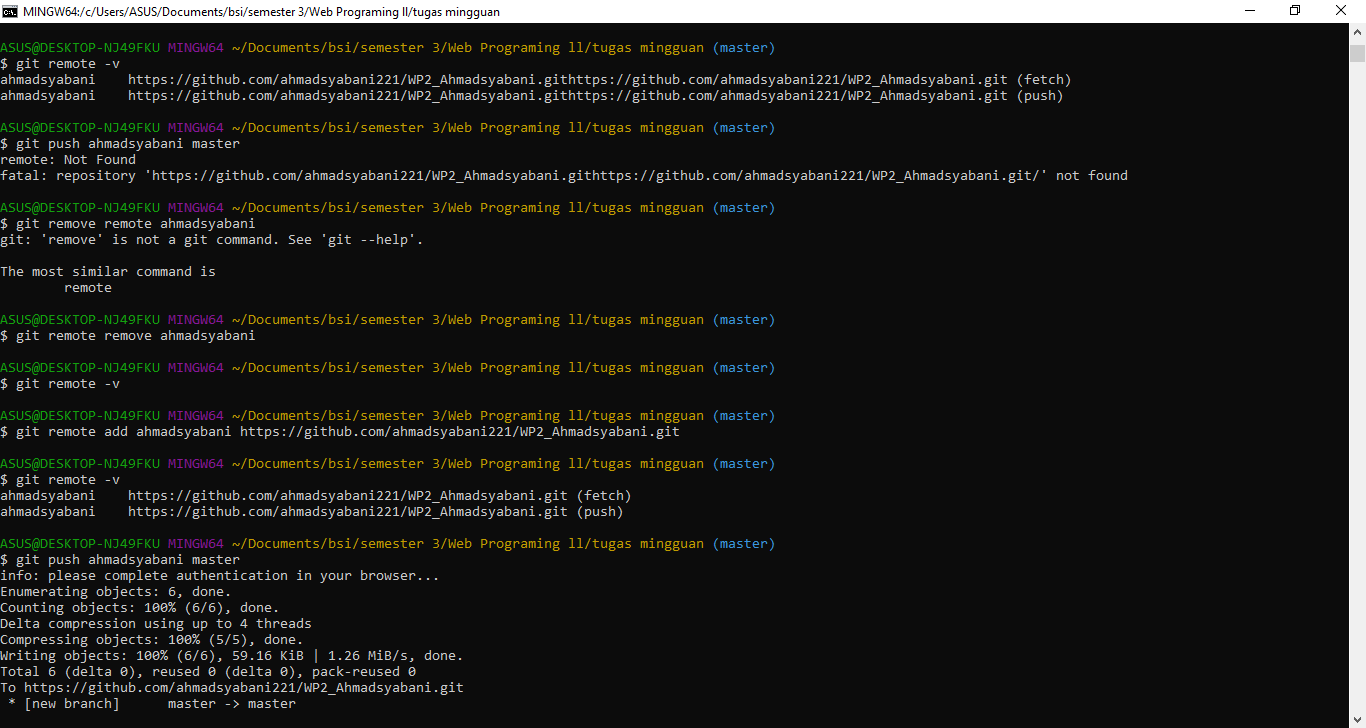 MINGW64:/c/Users/ASUS/Documents/bsi/semester 3/Web Programing ll/tugas mingguan
ASUS@DESKTOP-NJ49FKU MINGW64 ~/Documents/bsi/semester 3/Web Programing ll/tugas mingguan (master)
$ git remote -v
ahmadsyabani    https://github.com/ahmadsyabani221/WP2_Ahmadsyabani.githttps://github.com/ahmadsyabani221/WP2_Ahmadsyabani.git (fetch)
ahmadsyabani    https://github.com/ahmadsyabani221/WP2_Ahmadsyabani.githttps://github.com/ahmadsyabani221/WP2_Ahmadsyabani.git (push)
ASUS@DESKTOP-NJ49FKU MINGW64 ~/Documents/bsi/semester 3/Web Programing ll/tugas mingguan (master)
$ git push ahmadsyabani master
remote: Not Found
fatal: repository 'https://github.com/ahmadsyabani221/WP2_Ahmadsyabani.githttps://github.com/ahmadsyabani221/WP2_Ahmadsyabani.git/' not found
ASUS@DESKTOP-NJ49FKU MINGW64 ~/Documents/bsi/semester 3/Web Programing ll/tugas mingguan (master)
$ git remove remote ahmadsyabani
git: 'remove' is not a git command. See 'git --help'.
The most similar command is
        remote
ASUS@DESKTOP-NJ49FKU MINGW64 ~/Documents/bsi/semester 3/Web Programing ll/tugas mingguan (master)
$ git remote remove ahmadsyabani
ASUS@DESKTOP-NJ49FKU MINGW64 ~/Documents/bsi/semester 3/Web Programing ll/tugas mingguan (master)
$ git remote -v
ASUS@DESKTOP-NJ49FKU MINGW64 ~/Documents/bsi/semester 3/Web Programing ll/tugas mingguan (master)
$ git remote add ahmadsyabani https://github.com/ahmadsyabani221/WP2_Ahmadsyabani.git
ASUS@DESKTOP-NJ49FKU MINGW64 ~/Documents/bsi/semester 3/Web Programing ll/tugas mingguan (master)
$ git remote -v
ahmadsyabani    https://github.com/ahmadsyabani221/WP2_Ahmadsyabani.git (fetch)
ahmadsyabani    https://github.com/ahmadsyabani221/WP2_Ahmadsyabani.git (push)
ASUS@DESKTOP-NJ49FKU MINGW64 ~/Documents/bsi/semester 3/Web Programing ll/tugas mingguan (master)
$ git push ahmadsyabani master
info: please complete authentication in your browser...
Enumerating objects: 6, done.
Counting objects: 100% (6/6), done.
Delta compression using up to 4 threads
Compressing objects: 100% (5/5), done.
Writing objects: 100% (6/6), 59.16 KiB | 1.26 MiB/s, done.
Total 6 (delta 0), reused 0 (delta 0), pack-reused 0
To https://github.com/ahmadsyabani221/WP2_Ahmadsyabani.git
 * [new branch]      master -> master